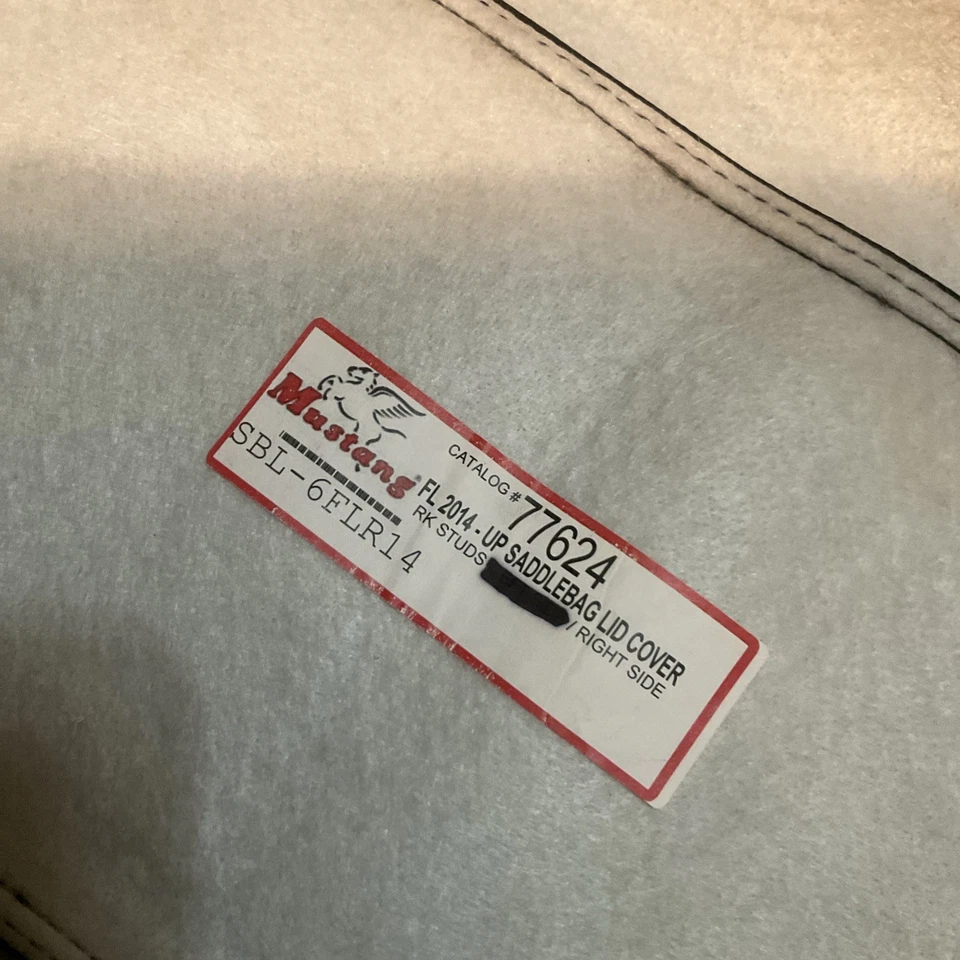 Mustang®
SBL-6FLR14
CATALOG # 77624
FL 2014 - UP SADDLEBAG LID COVER
RK STUDS / RIGHT SIDE